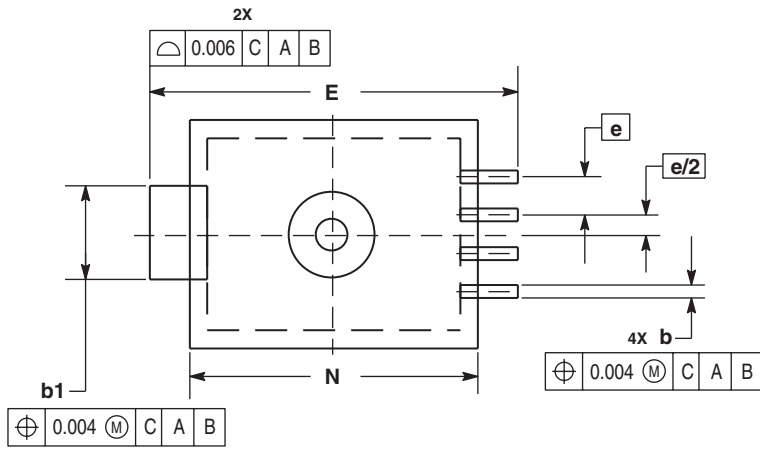 2X
⌓ 0.006 C A B
E
e
e/2
4X b
⌖ 0.004 Ⓜ C A B
N
b1
⌖ 0.004 Ⓜ C A B